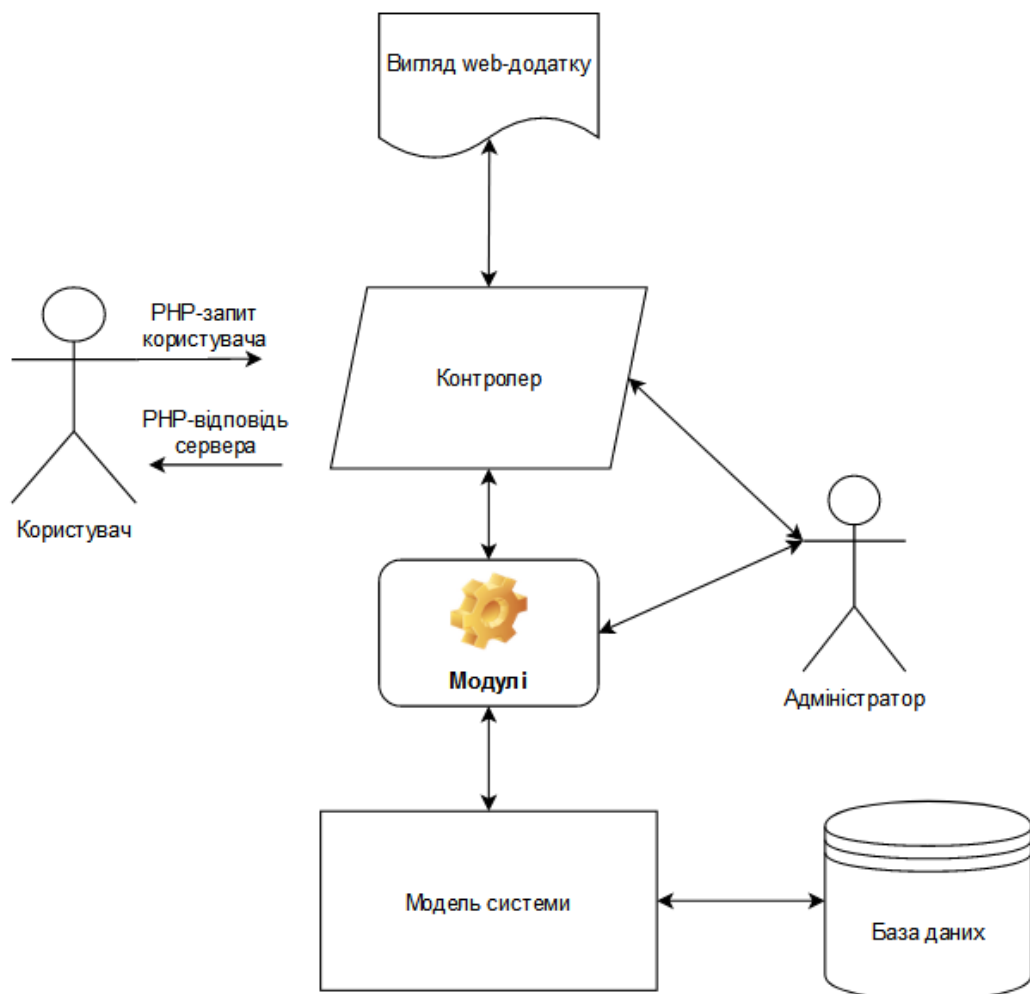 Вигляд web-додатку
PHP-запит
користувача
Контролер
PHP-відповідь
сервера
Користувач
Модулі
Адміністратор
Модель системи
База даних